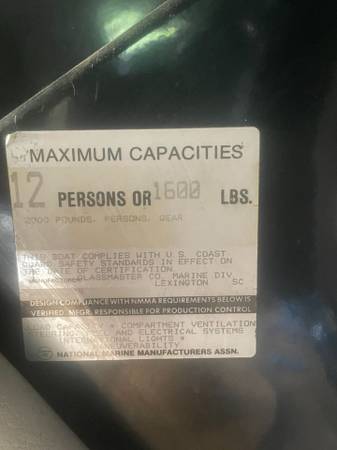 MAXIMUM CAPACITIES
12 PERSONS OR 1600 LBS.
2000 POUNDS, PERSONS, GEAR
THIS BOAT COMPLIES WITH U.S. COAST
GUARD SAFETY STANDARDS IN EFFECT ON
THE DATE OF CERTIFICATION.
GLASSMASTER CO. MARINE DIV.
LEXINGTON SC
DESIGN COMPLIANCE WITH NMMA REQUIREMENTS BELOW IS
VERIFIED. MFGR. RESPONSIBLE FOR PRODUCTION CONTROL
COMPARTMENT VENTILATION
AND ELECTRICAL SYSTEMS
INTERNATIONAL LIGHTS *
MANEUVERABILITY
NATIONAL MARINE MANUFACTURERS ASSN.